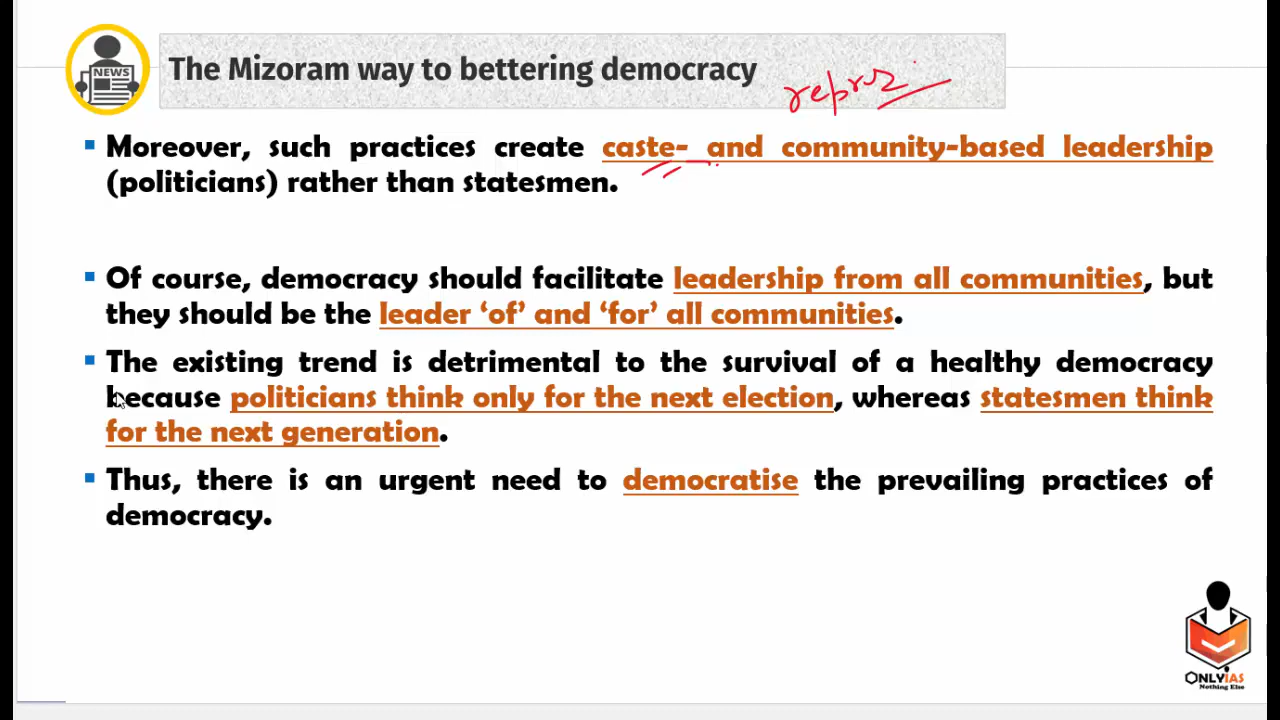 NEWS
The Mizoram way to bettering democracy
repres
Moreover, such practices create caste- and community-based leadership
(politicians) rather than statesmen.
Of course, democracy should facilitate leadership from all communities, but
they should be the leader ‘of’ and ‘for’ all communities.
The existing trend is detrimental to the survival of a healthy democracy
because politicians think only for the next election, whereas statesmen think
for the next generation.
Thus, there is an urgent need to democratise the prevailing practices of
democracy.
ONLYIAS
Nothing Else